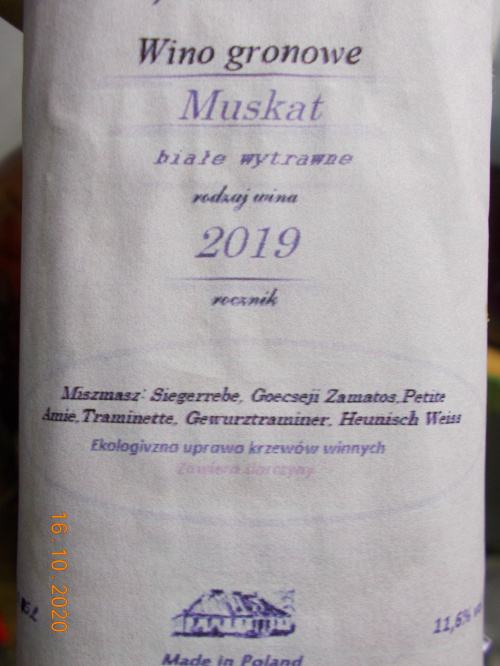 Wino gronowe
Muskat
białe wytrawne
rodzaj wina
2019
rocznik
Miszmasz: Siegerrebe, Goecseji Zamatos, Petite
Amie, Traminette, Gewurztraminer, Heunisch Weiss
Ekologivzna uprawa krzewów winnych
Zawiera siarczyny
11,6%
Made in Poland
16.10.2020